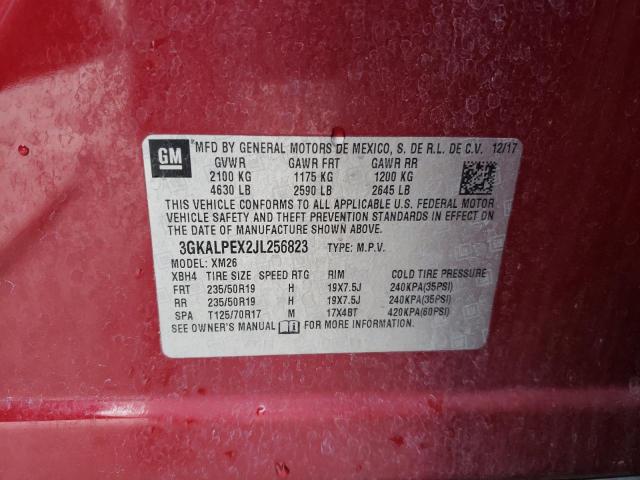 GM MFD BY GENERAL MOTORS DE MEXICO, S. DE R.L. DE C.V. 12/17
GVWR GAWR FRT GAWR RR
2100 KG 1175 KG 1200 KG
4630 LB 2590 LB 2645 LB
THIS VEHICLE CONFORMS TO ALL APPLICABLE U.S. FEDERAL MOTOR
VEHICLE SAFETY AND THEFT PREVENTION STANDARDS IN EFFECT ON
THE DATE OF MANUFACTURE SHOWN ABOVE.
3GKALPEX2JL256823 TYPE: M.P.V.
MODEL: XM26
XBH4 TIRE SIZE SPEED RTG RIM COLD TIRE PRESSURE
FRT 235/50R19 H 19X7.5J 240KPA(35PSI)
RR 235/50R19 H 19X7.5J 240KPA(35PSI)
SPA T125/70R17 M 17X4BT 420KPA(60PSI)
SEE OWNER'S MANUAL FOR MORE INFORMATION.